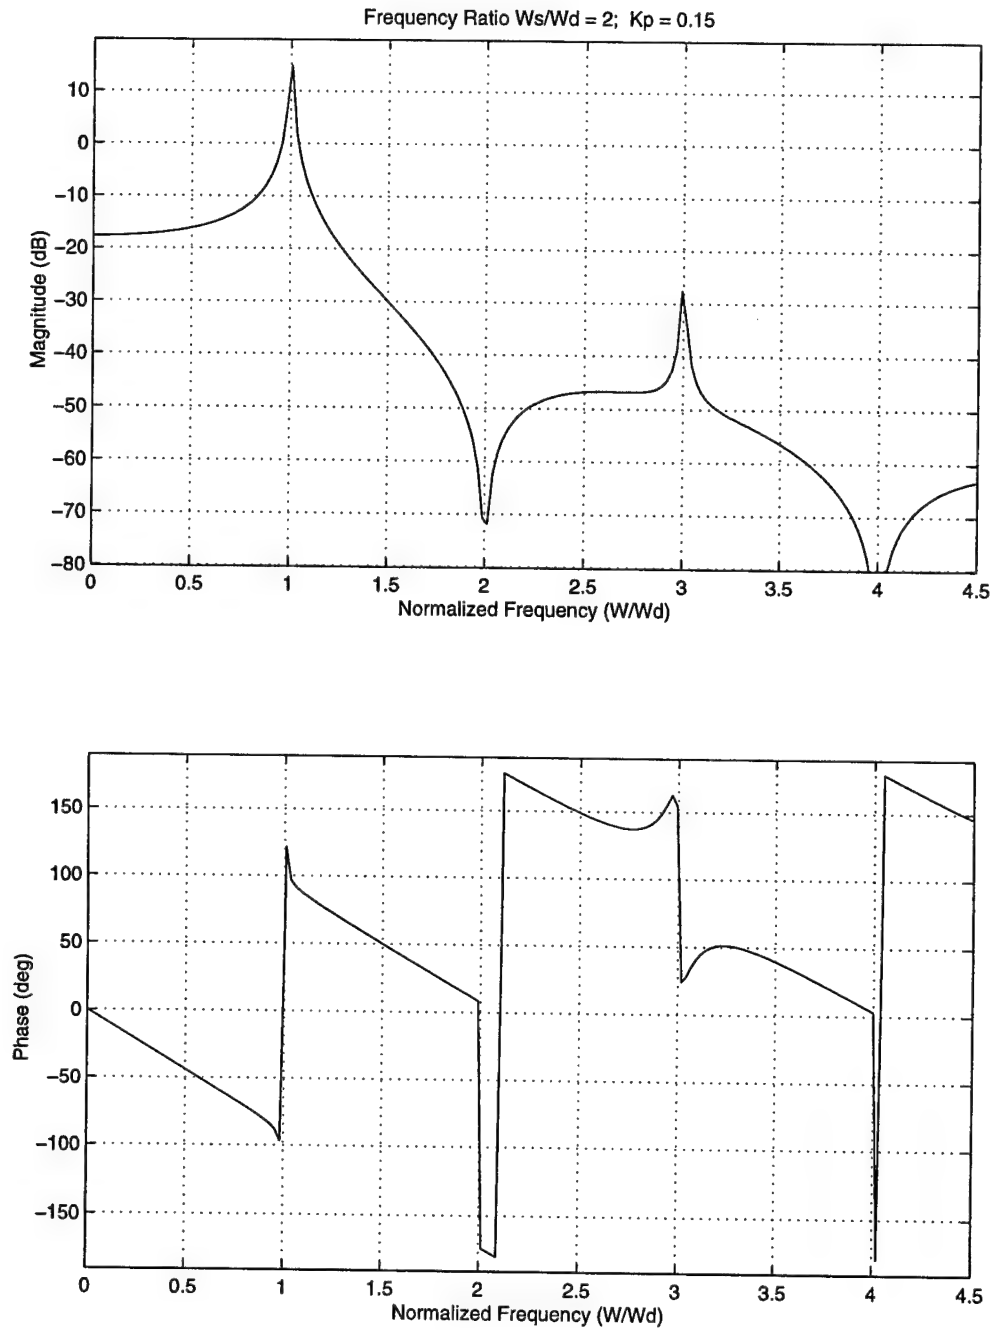 Frequency Ratio Ws/Wd = 2; Kp = 0.15
10
0
−10
−20
−30
−40
−50
−60
−70
−80
Magnitude (dB)
0 0.5 1 1.5 2 2.5 3 3.5 4 4.5
Normalized Frequency (W/Wd)
150
100
50
0
−50
−100
−150
Phase (deg)
0 0.5 1 1.5 2 2.5 3 3.5 4 4.5
Normalized Frequency (W/Wd)